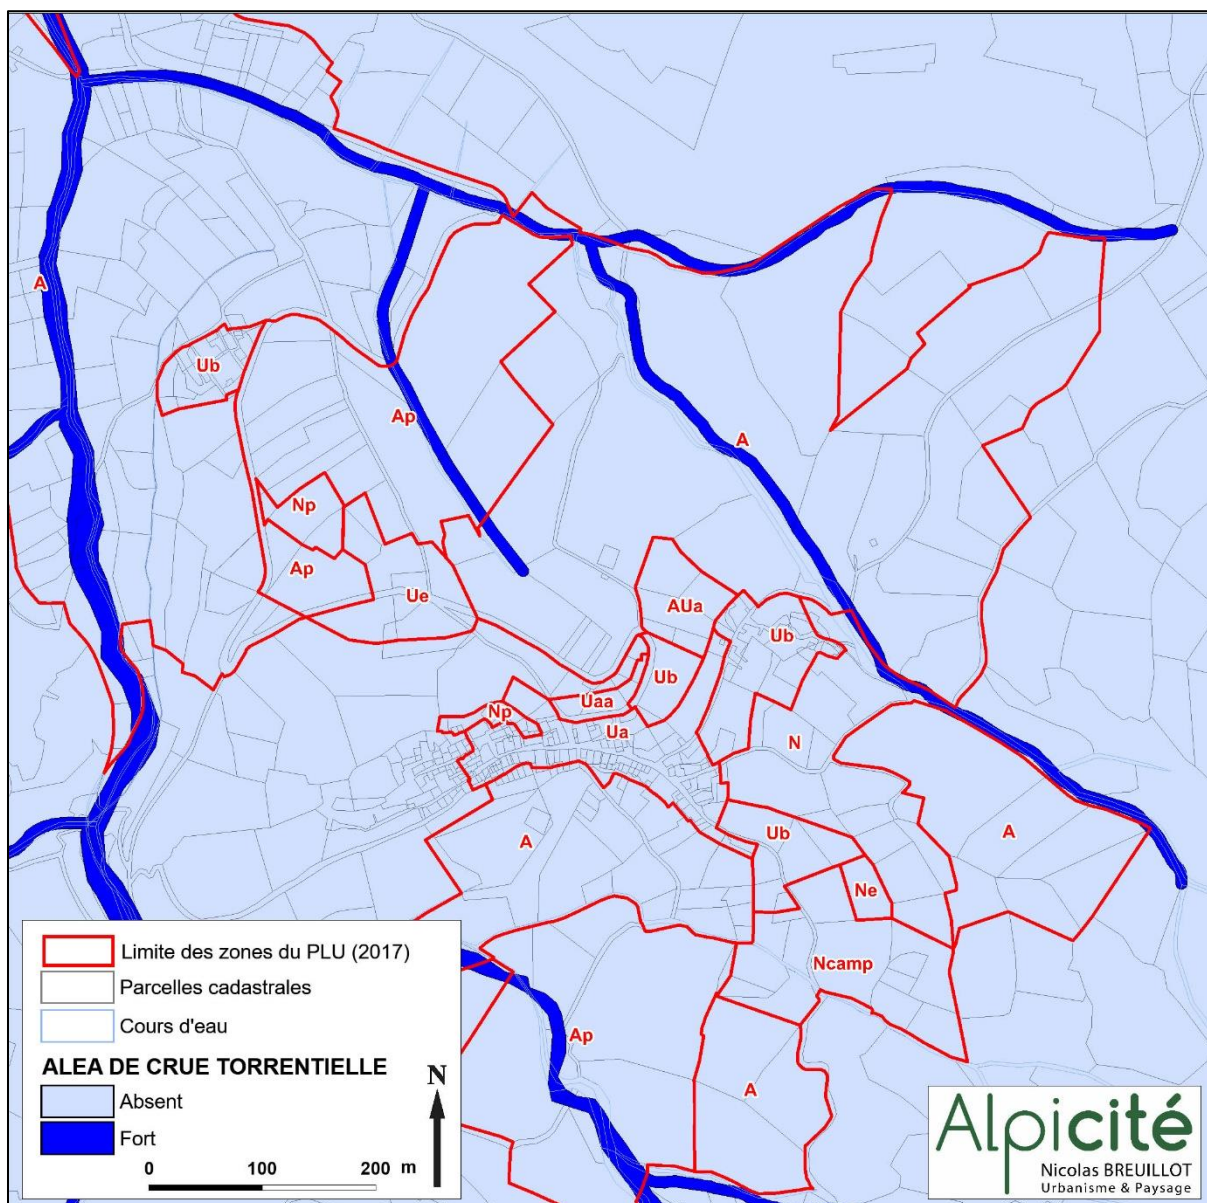 A
Ub
Ap
A
Np
Ap
Ue
AUa
Ub
Ub
Uaa
Np
Ua
N
A
Ub
A
Ne
Ncamp
Ap
A
Limite des zones du PLU (2017)
Parcelles cadastrales
Cours d'eau
ALEA DE CRUE TORRENTIELLE
Absent
Fort
N
0 100 200 m
Alpicité
Nicolas BREUILLOT
Urbanisme & Paysage